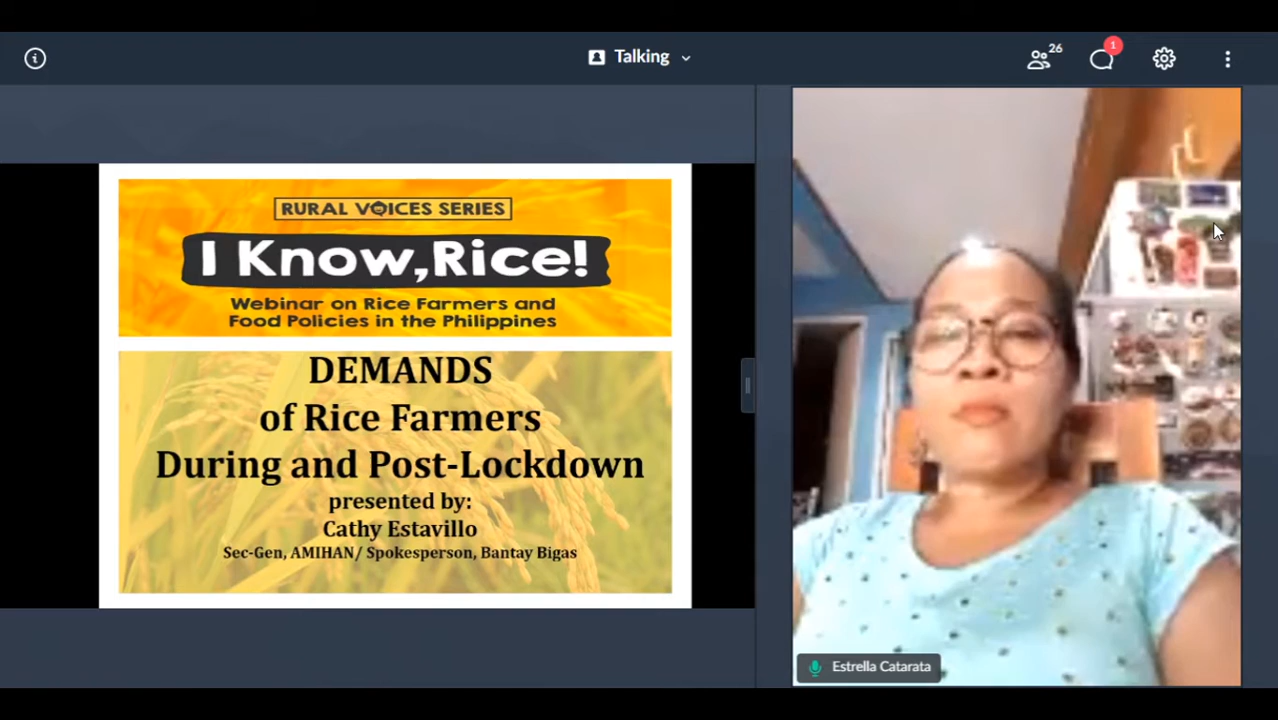 Talking
26
1
RURAL VOICES SERIES
I Know,Rice!
Webinar on Rice Farmers and
Food Policies in the Philippines
DEMANDS
of Rice Farmers
During and Post-Lockdown
presented by:
Cathy Estavillo
Sec-Gen, AMIHAN/ Spokesperson, Bantay Bigas
Estrella Catarata